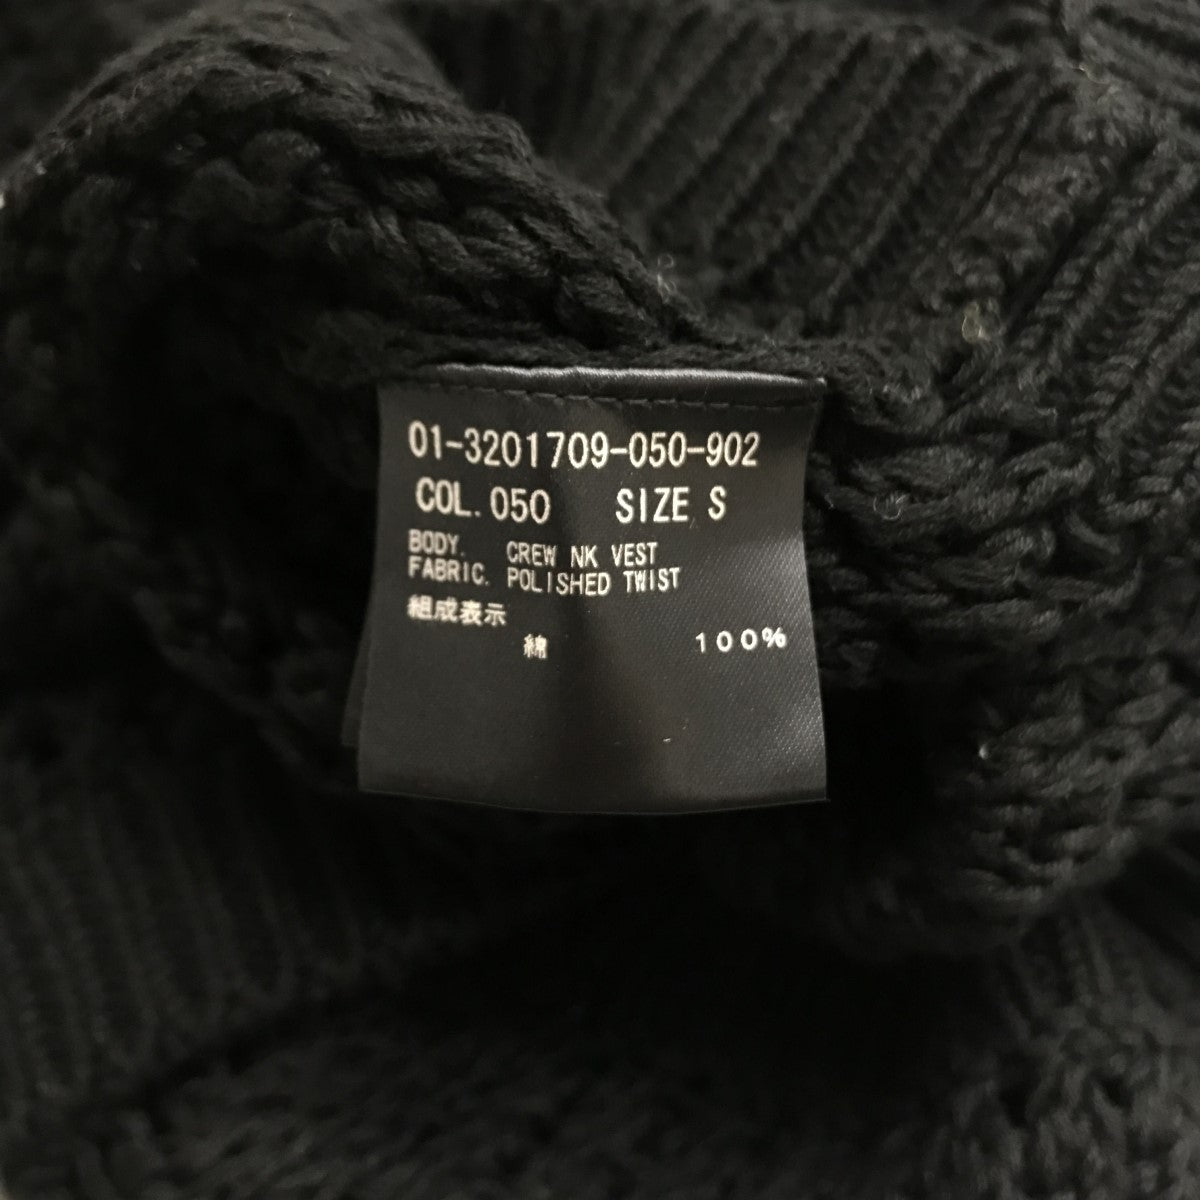 01-3201709-050-902
COL. 050 SIZE S
BODY. CREW NK VEST
FABRIC. POLISHED TWIST
組成表示
綿 100%